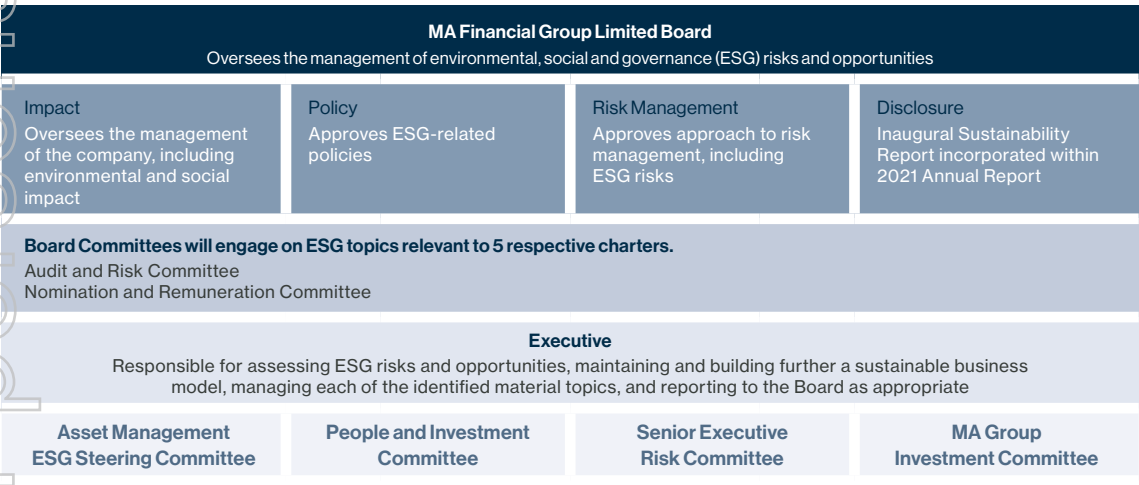 MA Financial Group Limited Board
Oversees the management of environmental, social and governance (ESG) risks and opportunities
Impact
Oversees the management
of the company, including
environmental and social
impact
Policy
Approves ESG-related
policies
Risk Management
Approves approach to risk
management, including
ESG risks
Disclosure
Inaugural Sustainability
Report incorporated within
2021 Annual Report
Board Committees will engage on ESG topics relevant to 5 respective charters.
Audit and Risk Committee
Nomination and Remuneration Committee
Executive
Responsible for assessing ESG risks and opportunities, maintaining and building further a sustainable business
model, managing each of the identified material topics, and reporting to the Board as appropriate
Asset Management
ESG Steering Committee
People and Investment
Committee
Senior Executive
Risk Committee
MA Group
Investment Committee